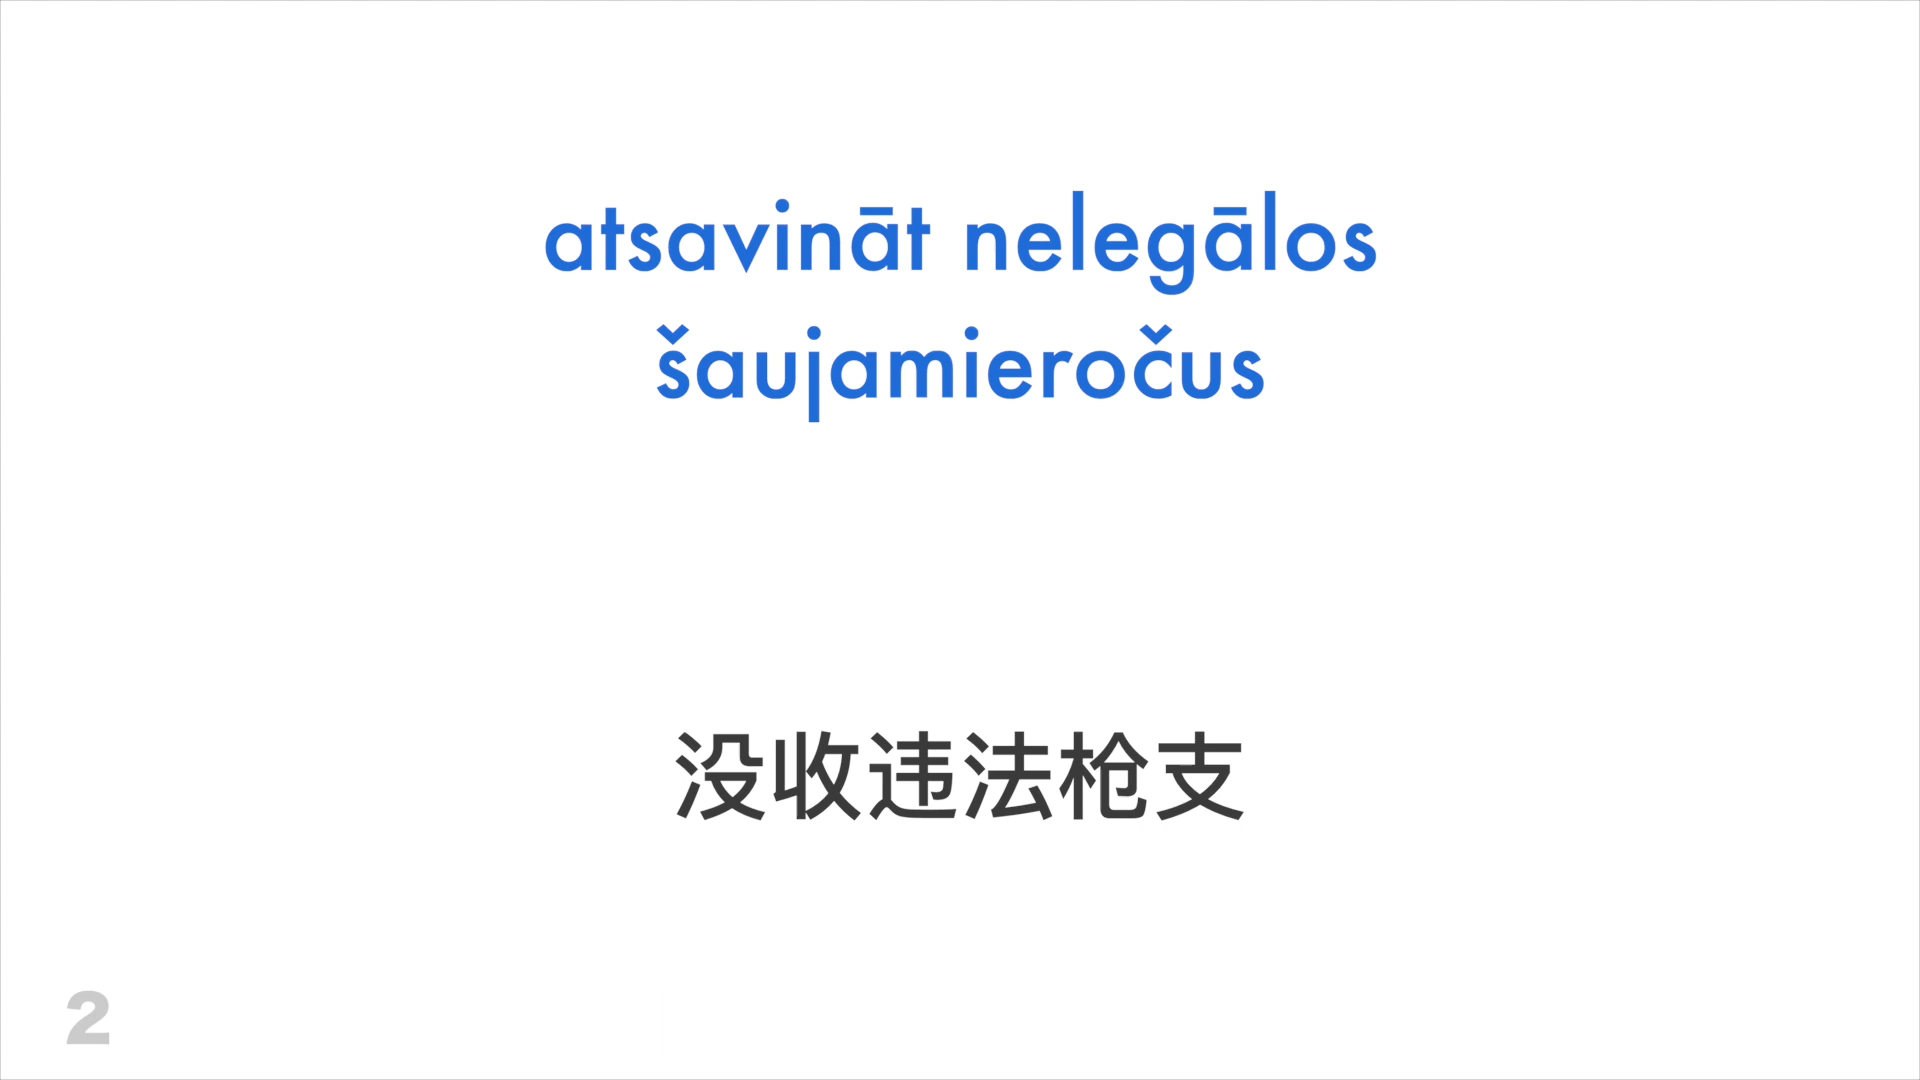 atsavināt nelegālos
šaujamieročus
没收违法枪支
2